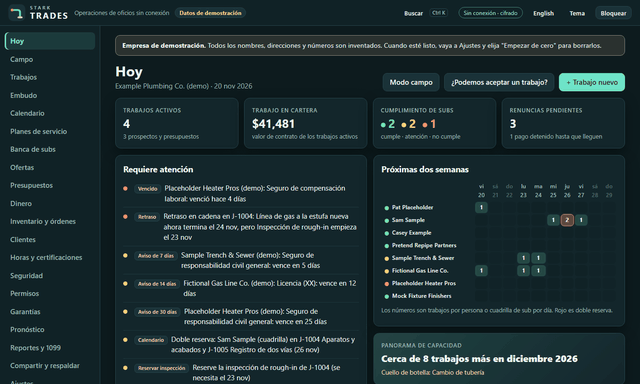 STARK
TRADES
Operaciones de oficios sin conexión
Datos de demostración
Buscar
Ctrl K
Sin conexión · cifrado
English
Tema
Bloquear
Hoy
Campo
Trabajos
Embudo
Calendario
Planes de servicio
Banca de subs
Ofertas
Presupuestos
Dinero
Inventario y órdenes
Clientes
Horas y certificaciones
Seguridad
Permisos
Garantías
Pronóstico
Reportes y 1099
Compartir y respaldar
Ajustes
Empresa de demostración. Todos los nombres, direcciones y números son inventados. Cuando esté listo, vaya a Ajustes y elija "Empezar de cero" para borrarlos.
Hoy
Example Plumbing Co. (demo) · 20 nov 2026
Modo campo
¿Podemos aceptar un trabajo?
+ Trabajo nuevo
TRABAJOS ACTIVOS
4
3 prospectos y presupuestos
TRABAJO EN CARTERA
$41,481
valor de contrato de los trabajos activos
CUMPLIMIENTO DE SUBS
2 2 1
cumple · atención · no cumple
RENUNCIAS PENDIENTES
3
1 pago detenido hasta que lleguen
Requiere atención
Vencido Placeholder Heater Pros (demo): Seguro de compensación
laboral: venció hace 4 días
Retraso Retraso en cadena en J-1004: Línea de gas a la estufa nueva
ahora termina el 24 nov, pero Inspección de rough-in empieza
el 23 nov
Aviso de 7 días Sample Trench & Sewer (demo): Seguro de
responsabilidad civil general: vence en 5 días
Aviso de 14 días Fictional Gas Line Co. (demo): Licencia (XX): vence en 12
días
Aviso de 30 días Placeholder Heater Pros (demo): Seguro de
responsabilidad civil general: vence en 25 días
Calendario Doble reserva: Sam Sample (cuadrilla) en J-1004 Aparatos y
acabados y J-1005 Registro de dos vías (26 nov)
Reservar inspección Reserve la inspección de rough-in de J-1004 (se
necesita el 23 nov)
Próximas dos semanas
vi sá do lu ma mi ju vi sá do
20 21 22 23 24 25 26 27 28 29
Pat Placeholder 1
Sam Sample 1 2 1
Casey Example
Pretend Repipe Partners
Sample Trench & Sewer 1 1
Fictional Gas Line Co. 1 1 1
Placeholder Heater Pros
Mock Fixture Finishers
Los números son trabajos por persona o cuadrilla de sub por día. Rojo es doble reserva.
PANORAMA DE CAPACIDAD
Cerca de 8 trabajos más en diciembre 2026
Cuello de botella: Cambio de tubería